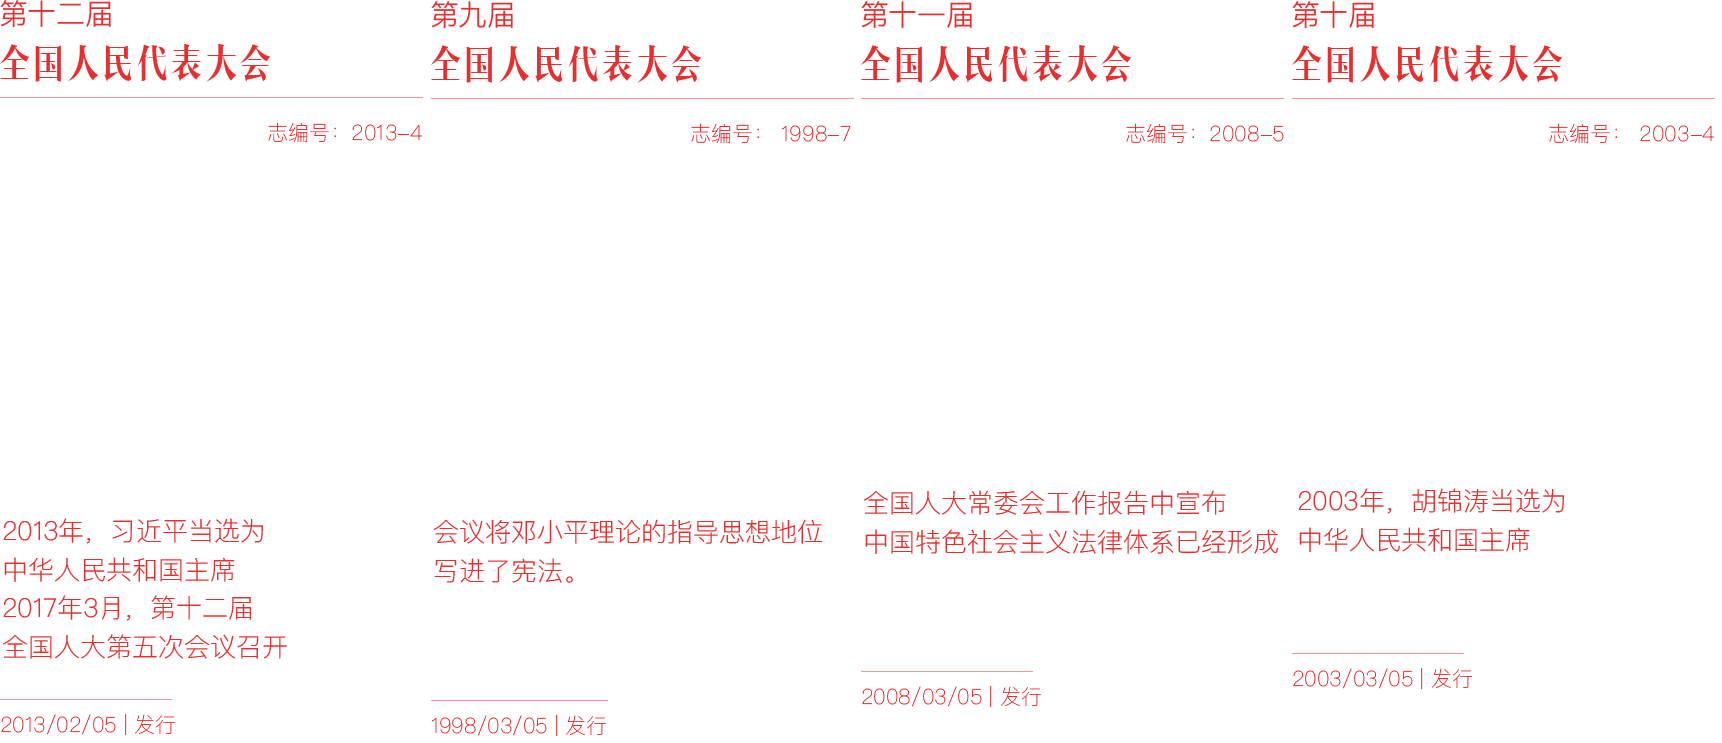 第十二届
全国人民代表大会
志编号：2013-4
2013年，习近平当选为
中华人民共和国主席
2017年3月，第十二届
全国人大第五次会议召开
2013/02/05 | 发行
第九届
全国人民代表大会
志编号： 1998-7
会议将邓小平理论的指导思想地位
写进了宪法。
1998/03/05 | 发行
第十一届
全国人民代表大会
志编号：2008-5
全国人大常委会工作报告中宣布
中国特色社会主义法律体系已经形成
2008/03/05 | 发行
第十届
全国人民代表大会
志编号： 2003-4
2003年，胡锦涛当选为
中华人民共和国主席
2003/03/05 | 发行